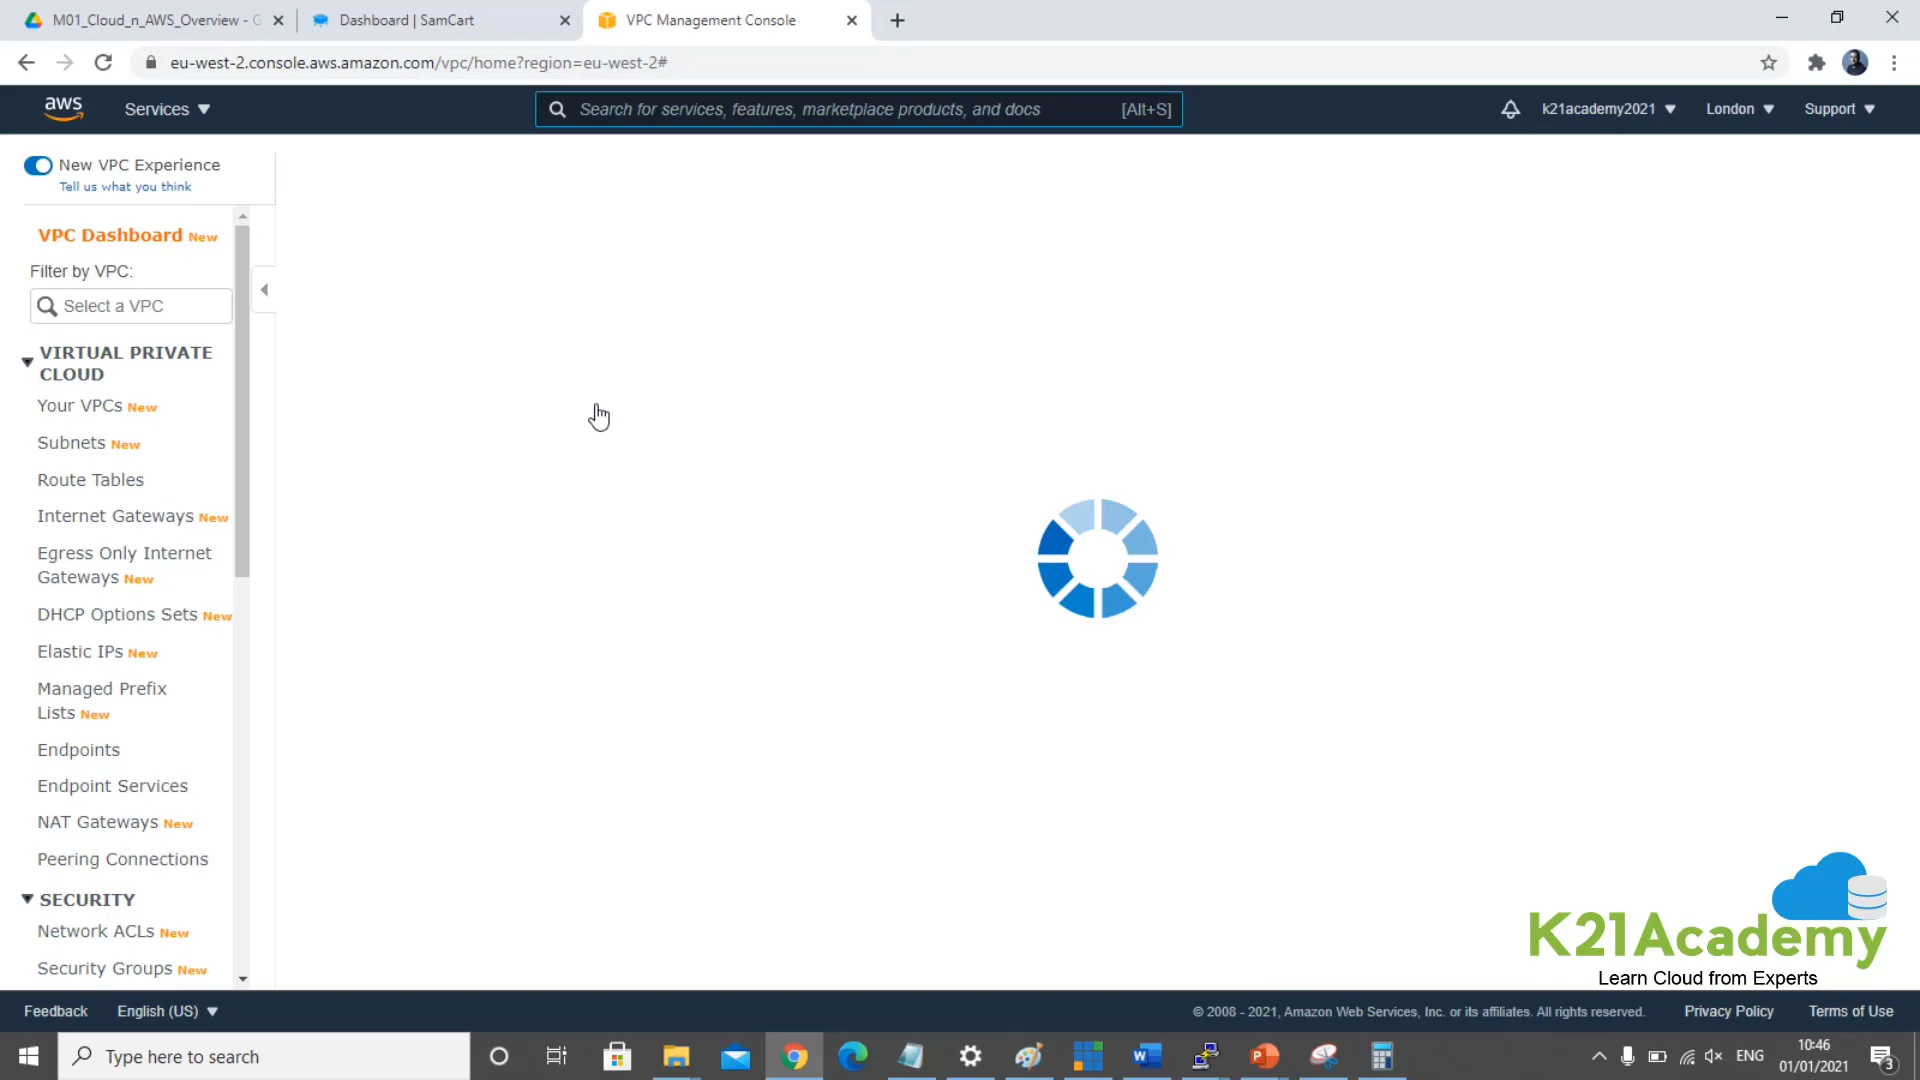 M01_Cloud_n_AWS_Overview - G
Dashboard | SamCart
VPC Management Console
eu-west-2.console.aws.amazon.com/vpc/home?region=eu-west-2#
aws
Services
Search for services, features, marketplace products, and docs
[Alt+S]
k21academy2021
London
Support
New VPC Experience
Tell us what you think
VPC Dashboard New
Filter by VPC:
Select a VPC
VIRTUAL PRIVATE
CLOUD
Your VPCs New
Subnets New
Route Tables
Internet Gateways New
Egress Only Internet
Gateways New
DHCP Options Sets New
Elastic IPs New
Managed Prefix
Lists New
Endpoints
Endpoint Services
NAT Gateways New
Peering Connections
SECURITY
Network ACLs New
Security Groups New
K21Academy
Learn Cloud from Experts
Feedback
English (US)
© 2008 - 2021, Amazon Web Services, Inc. or its affiliates. All rights reserved.
Privacy Policy
Terms of Use
Type here to search
ENG
10:46
01/01/2021
3